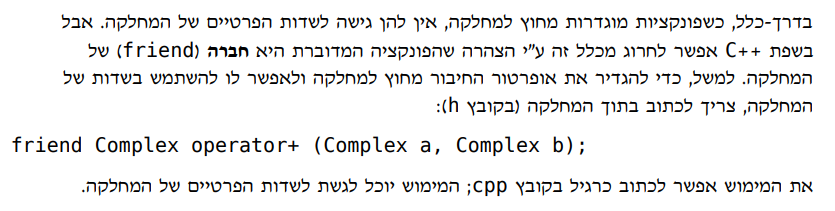 בדרך-כלל, כשפונקציות מוגדרות מחוץ למחלקה, אין להן גישה לשדות הפרטיים של המחלקה. אבל
בשפת C++ אפשר לחרוג מכלל זה ע"י הצהרה שהפונקציה המדוברת היא חברה (friend) של
המחלקה. למשל, כדי להגדיר את אופרטור החיבור מחוץ למחלקה ולאפשר לו להשתמש בשדות של
המחלקה, צריך לכתוב בתוך המחלקה (בקובץ h):
friend Complex operator+ (Complex a, Complex b);
את המימוש אפשר לכתוב כרגיל בקובץ cpp; המימוש יוכל לגשת לשדות הפרטיים של המחלקה.